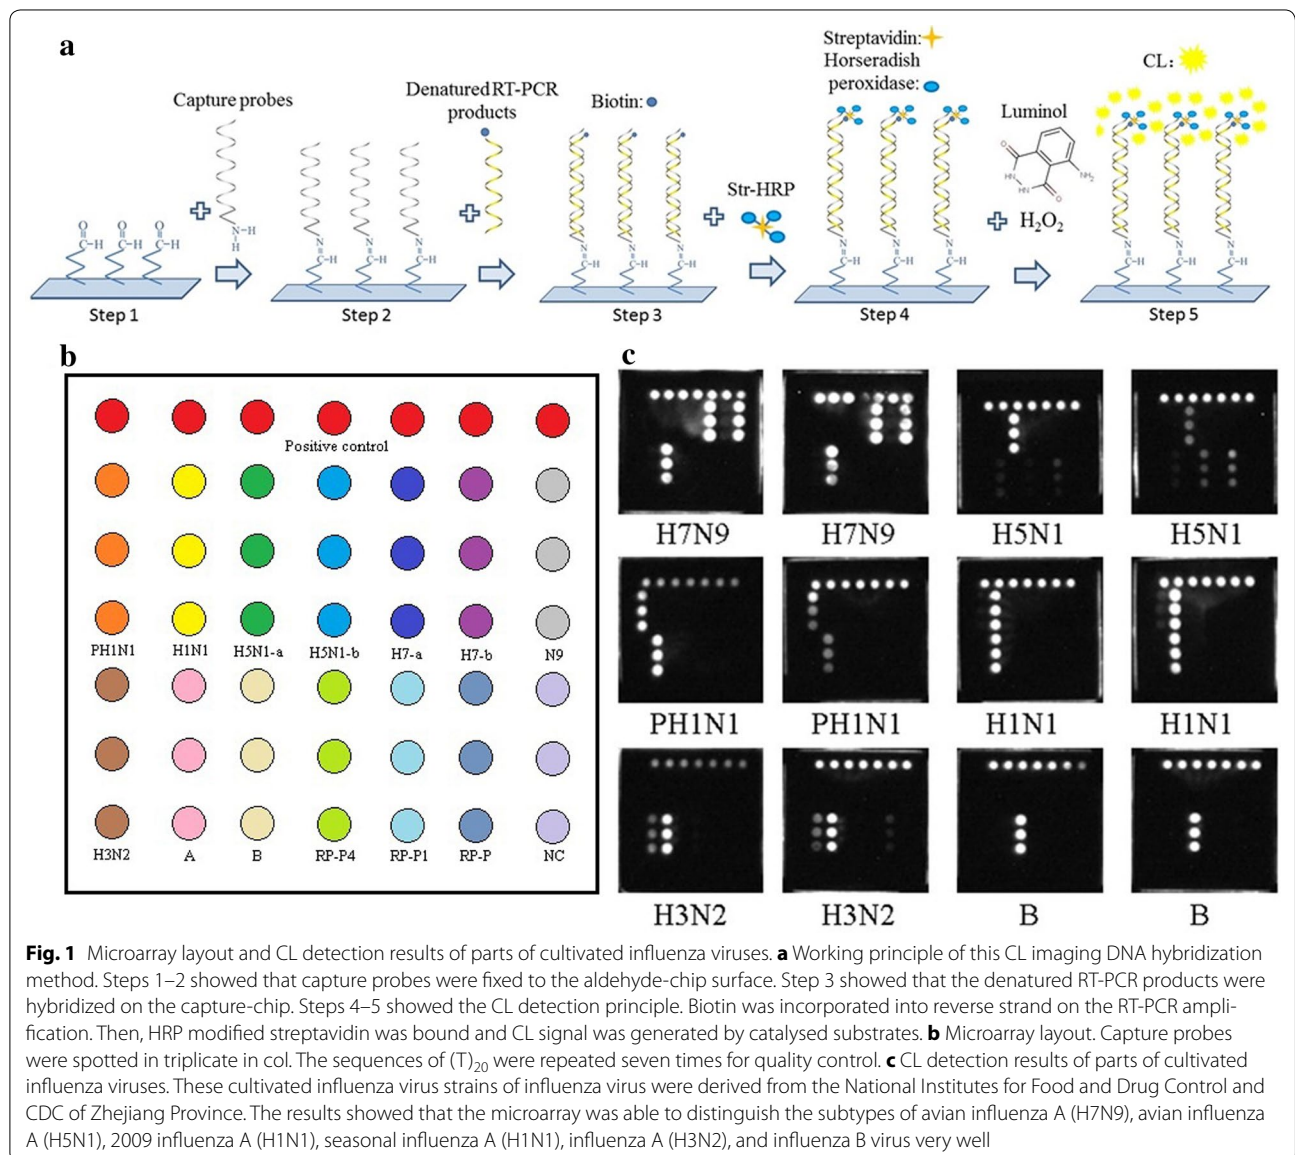 a
Capture probes
Denatured RT-PCR
products
Biotin:
Str-HRP
Streptavidin:
Horseradish
peroxidase:
Luminol
H₂O₂
CL:
O O O
C-H C-H C-H
N-H
H
N N N
C-H C-H C-H
N N N
C-H C-H C-H
N N N
C-H C-H C-H
O
HN
HN
O
NH₂
N N N
C-H C-H C-H
Step 1
Step 2
Step 3
Step 4
Step 5
b
Positive control
PH1N1 H1N1 H5N1-a H5N1-b H7-a H7-b N9
H3N2 A B RP-P4 RP-P1 RP-P NC
c
H7N9 H7N9 H5N1 H5N1
PH1N1 PH1N1 H1N1 H1N1
H3N2 H3N2 B B
Fig. 1 Microarray layout and CL detection results of parts of cultivated influenza viruses. a Working principle of this CL imaging DNA hybridization
method. Steps 1–2 showed that capture probes were fixed to the aldehyde-chip surface. Step 3 showed that the denatured RT-PCR products were
hybridized on the capture-chip. Steps 4–5 showed the CL detection principle. Biotin was incorporated into reverse strand on the RT-PCR ampli-
fication. Then, HRP modified streptavidin was bound and CL signal was generated by catalysed substrates. b Microarray layout. Capture probes
were spotted in triplicate in col. The sequences of (T)₂₀ were repeated seven times for quality control. c CL detection results of parts of cultivated
influenza viruses. These cultivated influenza virus strains of influenza virus were derived from the National Institutes for Food and Drug Control and
CDC of Zhejiang Province. The results showed that the microarray was able to distinguish the subtypes of avian influenza A (H7N9), avian influenza
A (H5N1), 2009 influenza A (H1N1), seasonal influenza A (H1N1), influenza A (H3N2), and influenza B virus very well